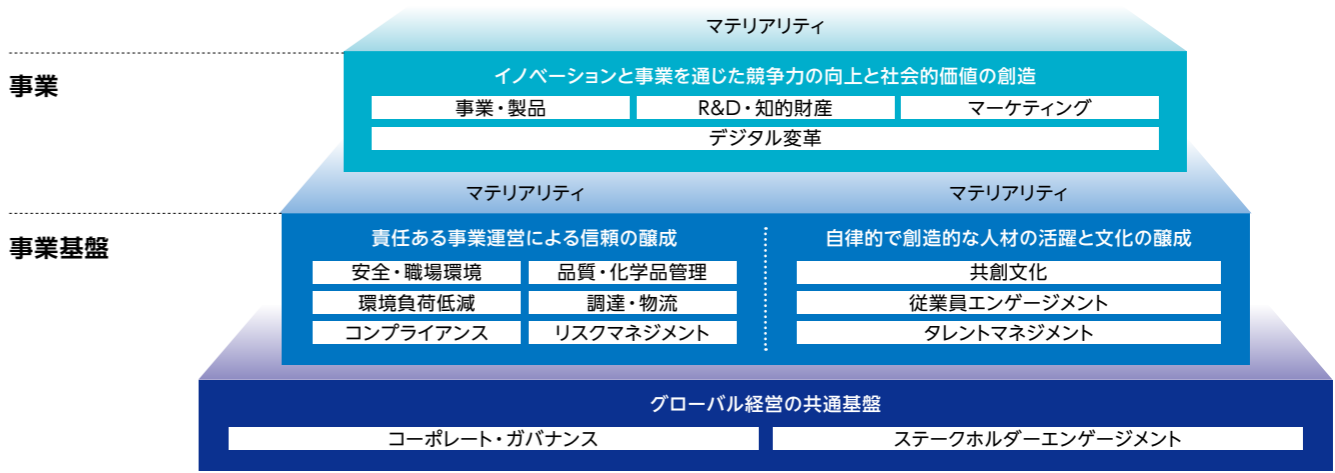 マテリアリティ
事業
イノベーションと事業を通じた競争力の向上と社会的価値の創造
事業・製品
R&D・知的財産
マーケティング
デジタル変革
マテリアリティ
マテリアリティ
事業基盤
責任ある事業運営による信頼の醸成
安全・職場環境
品質・化学品管理
環境負荷低減
調達・物流
コンプライアンス
リスクマネジメント
自律的で創造的な人材の活躍と文化の醸成
共創文化
従業員エンゲージメント
タレントマネジメント
グローバル経営の共通基盤
コーポレート・ガバナンス
ステークホルダーエンゲージメント